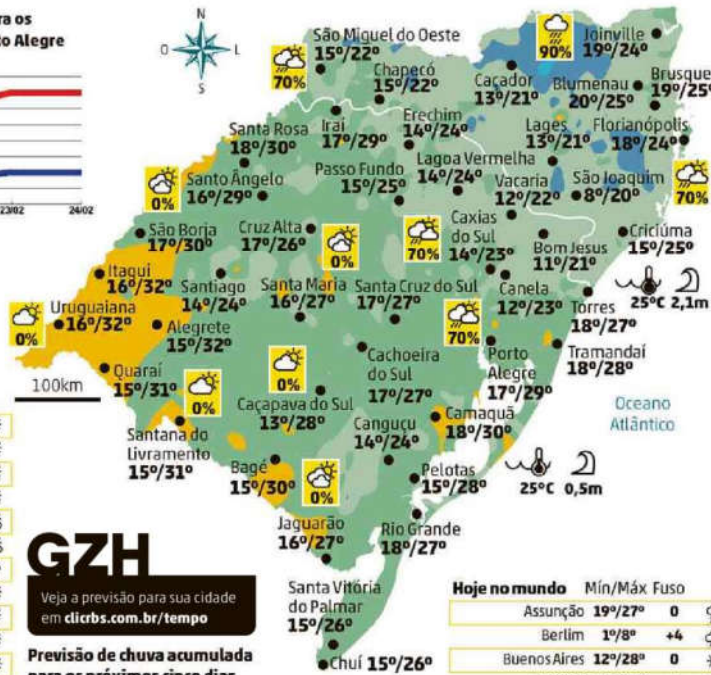 ra os
to Alegre
23/02
24/02
N
O
L
S
São Miguel do Oeste
15º/22º
70%
Chapecó
15º/22º
90%
Joinville
19º/24º
Caçador
13º/21º
Blumenau
20º/25º
Brusque
19º/25º
Iraí
17º/29º
Erechim
14º/24º
Lages
13º/21º
Florianópolis
18º/24º
70%
Santa Rosa
18º/30º
Passo Fundo
15º/25º
Lagoa Vermelha
14º/24º
Vacaria
12º/22º
São Joaquim
8º/20º
0%
Santo Ângelo
16º/29º
São Borja
17º/30º
Cruz Alta
17º/26º
0%
70%
Caxias
do Sul
14º/23º
Bom Jesus
11º/21º
Criciúma
15º/25º
Itaqui
16º/32º
Santiago
14º/24º
Santa Maria
16º/27º
Santa Cruz do Sul
17º/27º
Canela
12º/23º
25ºC 2,1m
Torres
18º/27º
0%
Uruguaiana
16º/32º
Alegrete
15º/32º
70%
Porto
Alegre
17º/29º
Tramandaí
18º/28º
Quaraí
15º/31º
100km
0%
0%
Cachoeira
do Sul
17º/27º
Caçapava do Sul
13º/28º
Oceano
Atlântico
Santana do
Livramento
15º/31º
Camaquã
18º/30º
Canguçu
14º/24º
Bagé
15º/30º
0%
Pelotas
15º/28º
25ºC 0,5m
Jaguarão
16º/27º
Rio Grande
18º/27º
GZH
Veja a previsão para sua cidade
em clicrbs.com.br/tempo
Santa Vitória
do Palmar
15º/26º
Chuí 15º/26º
Hoje no mundo Mín/Máx Fuso
Assunção 19º/27º 0
Berlim 1º/8º +4
Buenos Aires 12º/28º 0
Previsão de chuva acumulada
para os próximos cinco dias